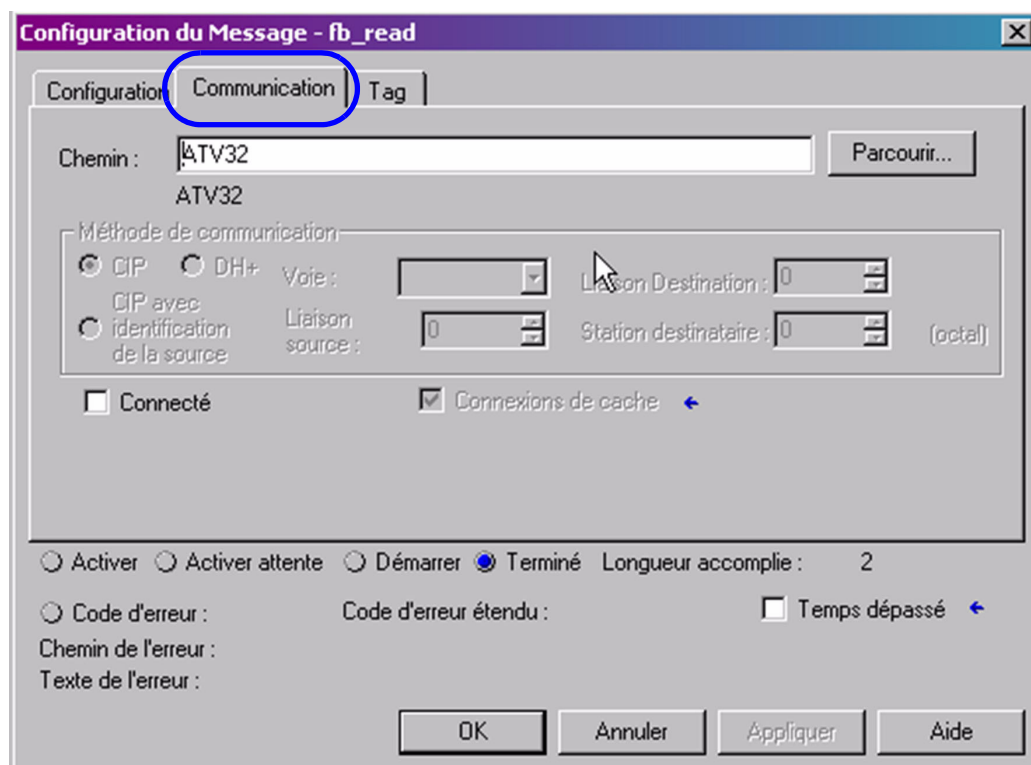 Configuration du Message - fb_read
Configuration Communication Tag
Chemin : ATV32 Parcourir...
ATV32
Méthode de communication
CIP DH+ Voie : Liaison Destination : 0
CIP avec identification de la source Liaison source : 0 Station destinataire : 0 (octal)
Connecté Connexions de cache
Activer Activer attente Démarrer Terminé Longueur accomplie : 2
Code d'erreur : Code d'erreur étendu : Temps dépassé
Chemin de l'erreur :
Texte de l'erreur :
OK Annuler Appliquer Aide